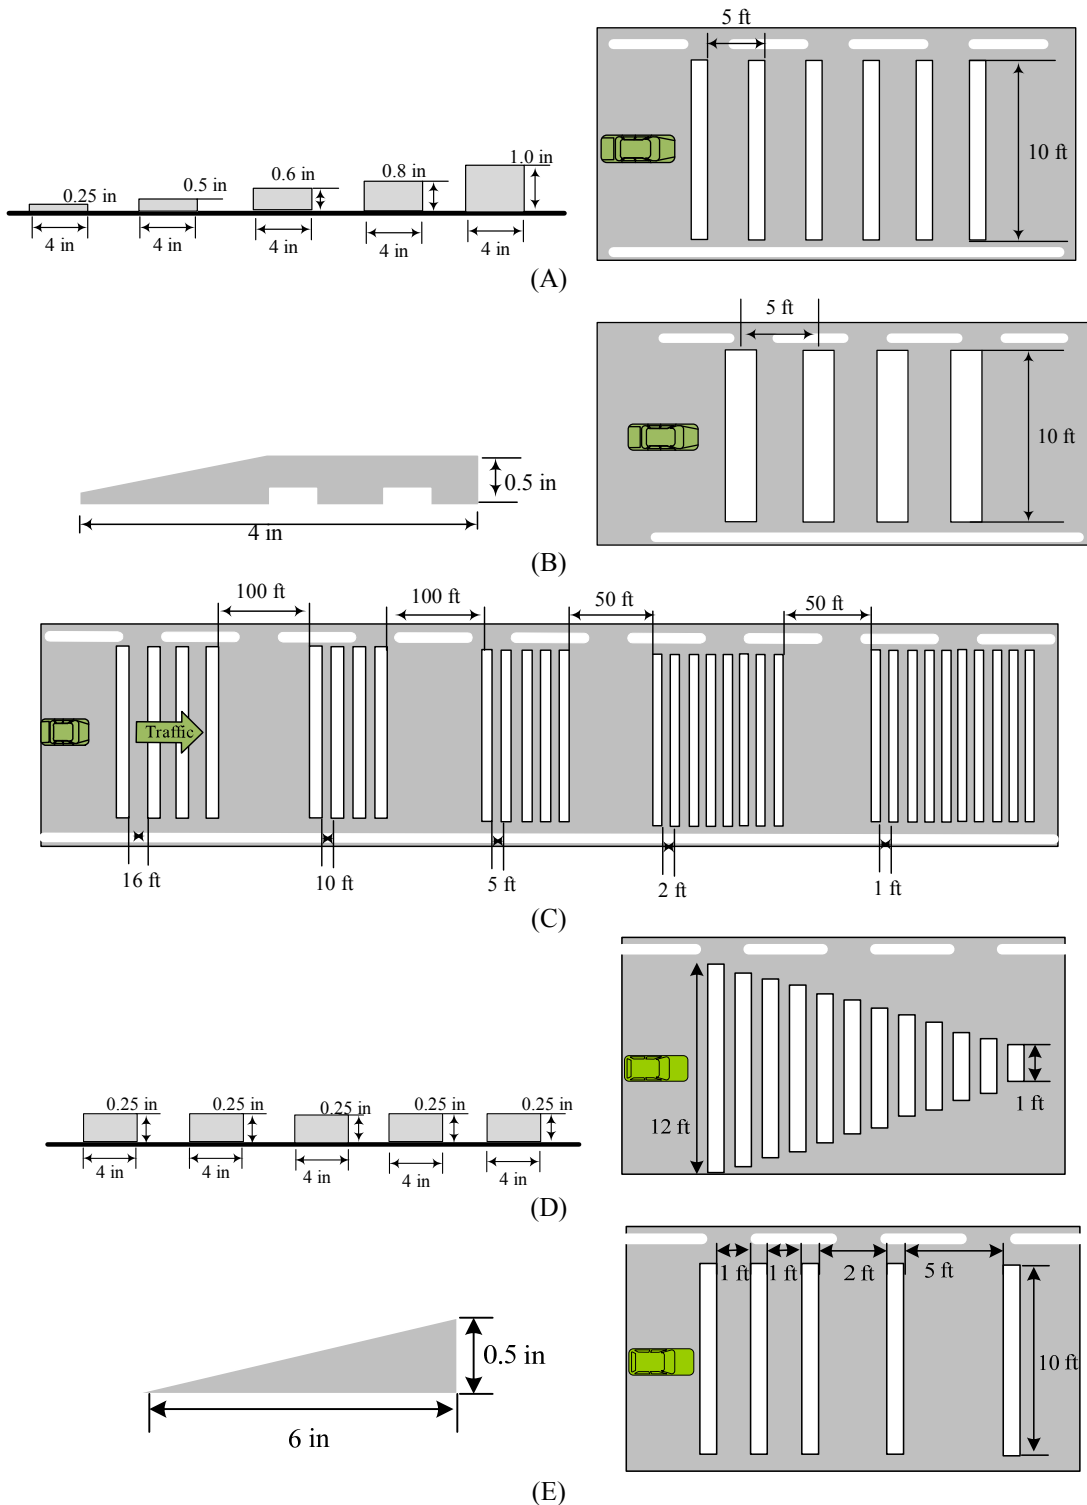 5 ft
0.25 in
0.5 in
0.6 in
0.8 in
1.0 in
10 ft
4 in
4 in
4 in
4 in
4 in
(A)
5 ft
10 ft
0.5 in
4 in
(B)
100 ft
100 ft
50 ft
50 ft
Traffic
16 ft
10 ft
5 ft
2 ft
1 ft
(C)
0.25 in
0.25 in
0.25 in
0.25 in
0.25 in
4 in
4 in
4 in
4 in
4 in
12 ft
1 ft
(D)
1 ft
1 ft
2 ft
5 ft
0.5 in
6 in
10 ft
(E)